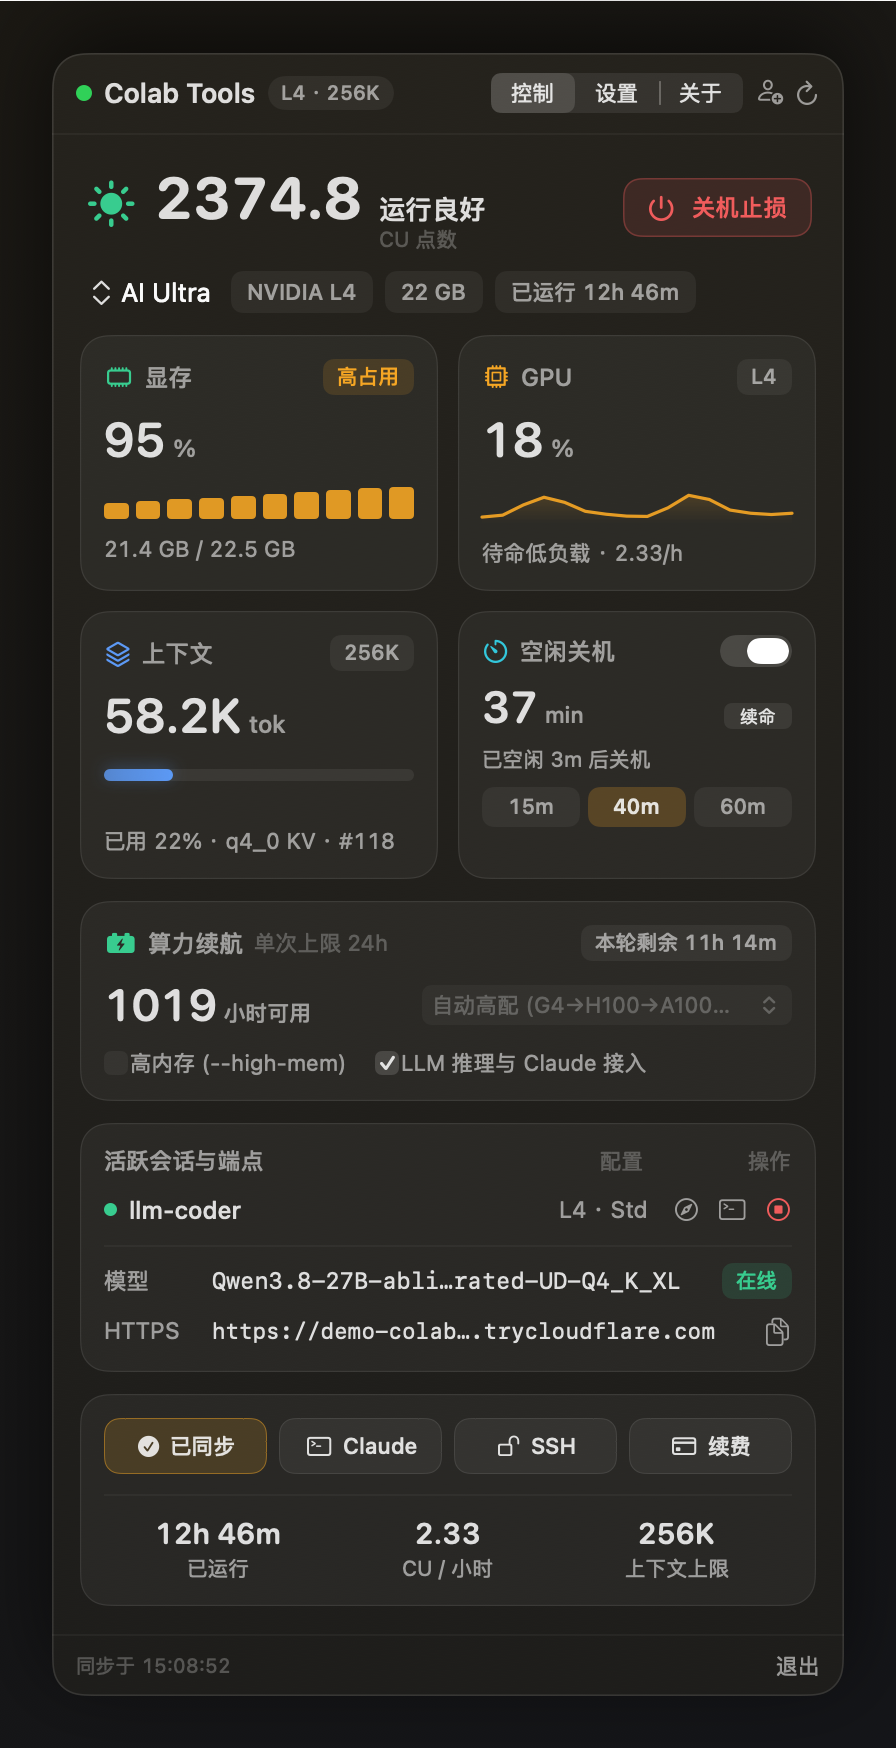 Colab Tools L4 · 256K 控制 设置 关于
2374.8 运行良好 关机止损
CU 点数
AI Ultra NVIDIA L4 22 GB 已运行 12h 46m
显存 高占用
95 %
21.4 GB / 22.5 GB
GPU L4
18 %
待命低负载 · 2.33/h
上下文 256K
58.2K tok
已用 22% · q4_0 KV · #118
空闲关机
37 min 续命
已空闲 3m 后关机
15m 40m 60m
算力续航 单次上限 24h 本轮剩余 11h 14m
1019 小时可用 自动高配 (G4→H100→A100...
高内存 (--high-mem) LLM 推理与 Claude 接入
活跃会话与端点 配置 操作
llm-coder L4 · Std
模型 Qwen3.8-27B-abli…rated-UD-Q4_K_XL 在线
HTTPS https://demo-colab….trycloudflare.com
已同步 Claude SSH 续费
12h 46m 2.33 256K
已运行 CU / 小时 上下文上限
同步于 15:08:52 退出